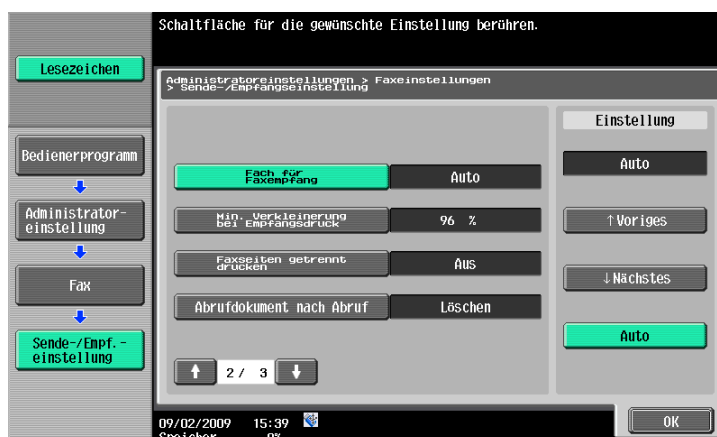 Schaltfläche für die gewünschte Einstellung berühren.
Lesezeichen
Bedienerprogramm
Administrator-
einstellung
Fax
Sende-/Empf.-
einstellung
Administratoreinstellungen > Faxeinstellungen
> Sende-/Empfangseinstellung
Fach für
Faxempfang
Auto
Min. Verkleinerung
bei Empfangsdruck
96 %
Faxseiten getrennt
drucken
Aus
Abrufdokument nach Abruf
Löschen
↑ 2/ 3 ↓
Einstellung
Auto
↑Voriges
↓Nächstes
Auto
09/02/2009 15:39
Speicher 0%
OK